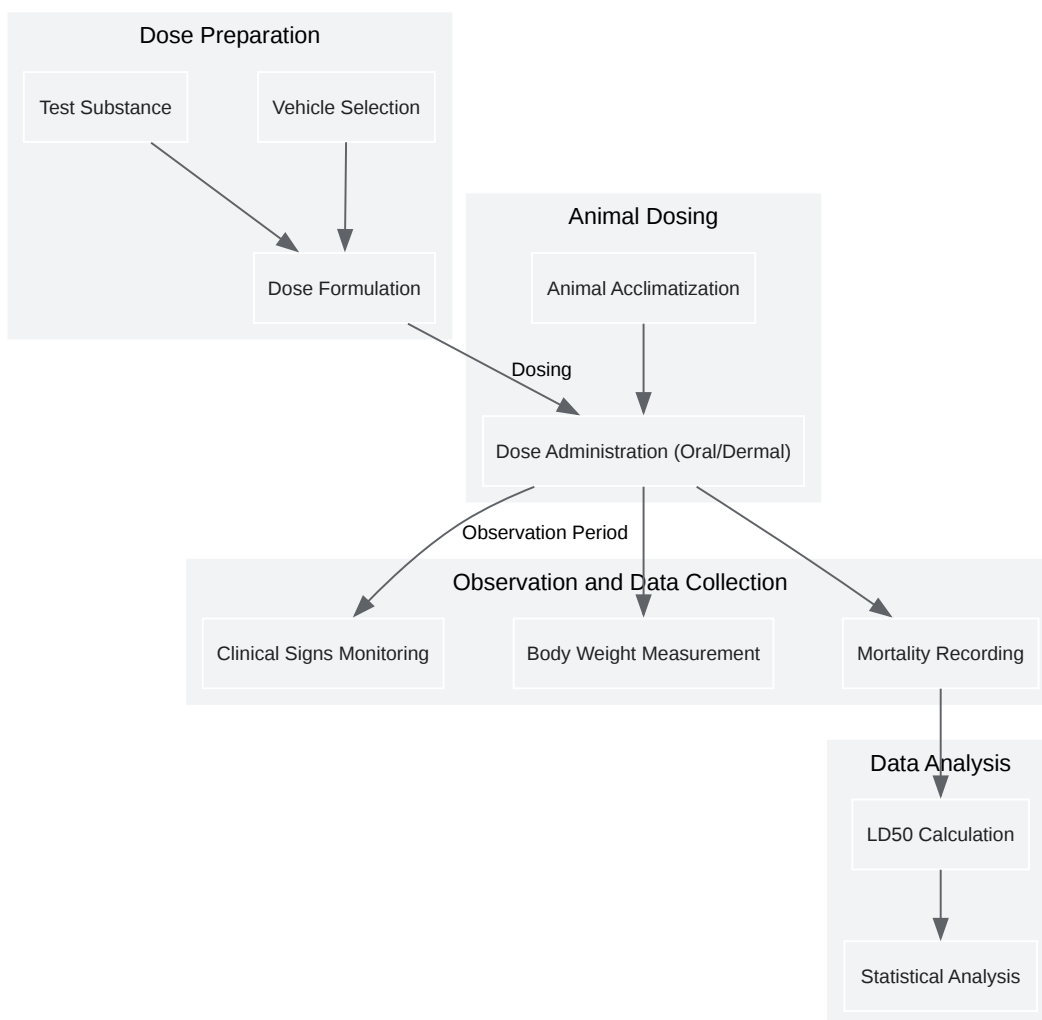 Dose Preparation
Test Substance
Vehicle Selection
Dose Formulation
Animal Dosing
Animal Acclimatization
Dosing
Dose Administration (Oral/Dermal)
Observation Period
Observation and Data Collection
Clinical Signs Monitoring
Body Weight Measurement
Mortality Recording
Data Analysis
LD50 Calculation
Statistical Analysis